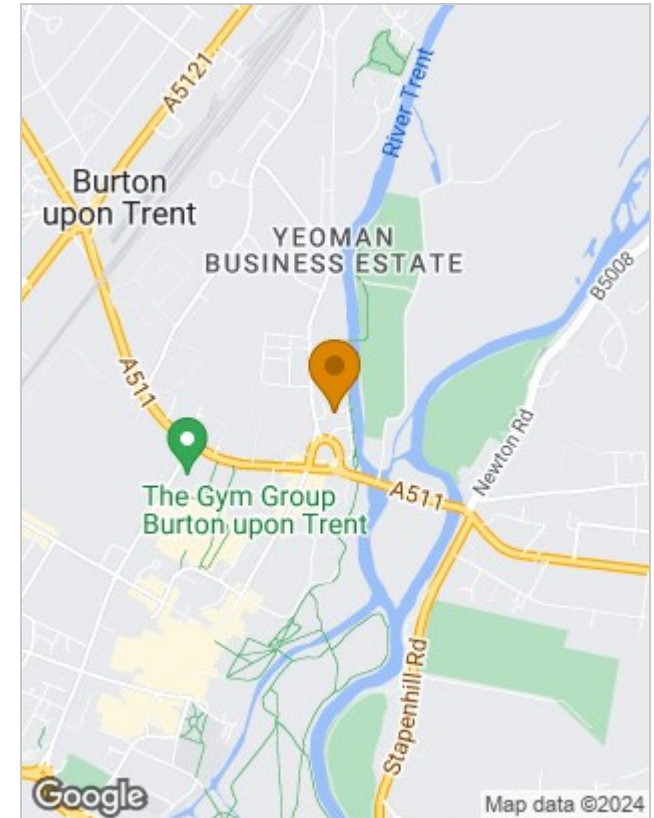 A5121
River Trent
Burton
upon Trent
YEOMAN
BUSINESS ESTATE
B5008
A511
Newton Rd
The Gym Group
Burton upon Trent
A511
Stapenhill Rd
Google
Map data ©2024